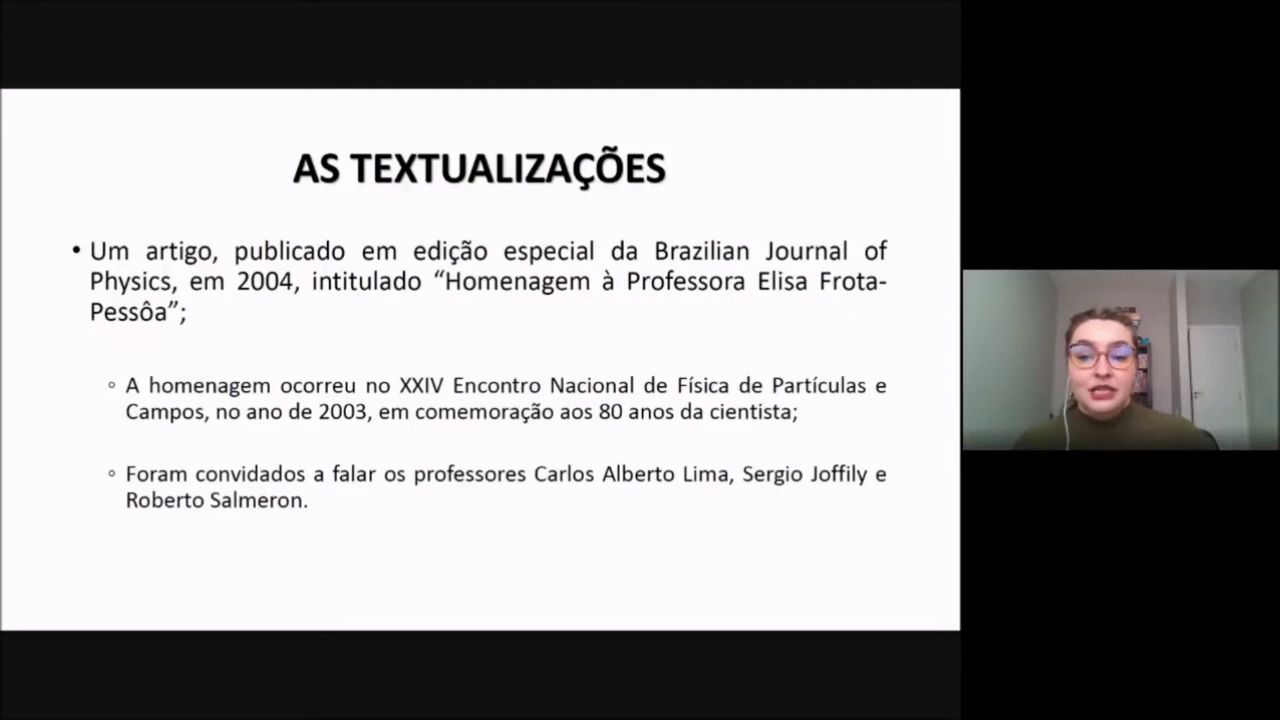 AS TEXTUALIZAÇÕES
• Um artigo, publicado em edição especial da Brazilian Journal of
Physics, em 2004, intitulado “Homenagem à Professora Elisa Frota-
Pessôa”;
◦ A homenagem ocorreu no XXIV Encontro Nacional de Física de Partículas e
Campos, no ano de 2003, em comemoração aos 80 anos da cientista;
◦ Foram convidados a falar os professores Carlos Alberto Lima, Sergio Joffily e
Roberto Salmeron.